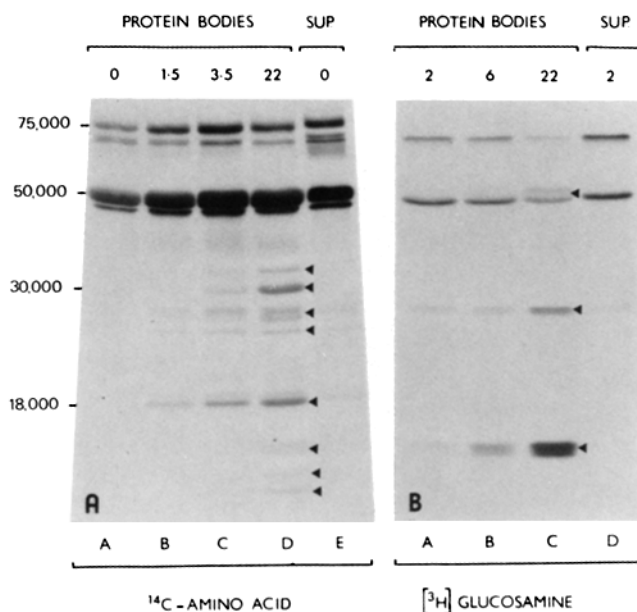 PROTEIN BODIES SUP PROTEIN BODIES SUP
0 1·5 3·5 22 0 2 6 22 2
75,000
50,000
30,000
18,000
A B
A B C D E A B C D
¹⁴C-AMINO ACID [³H] GLUCOSAMINE